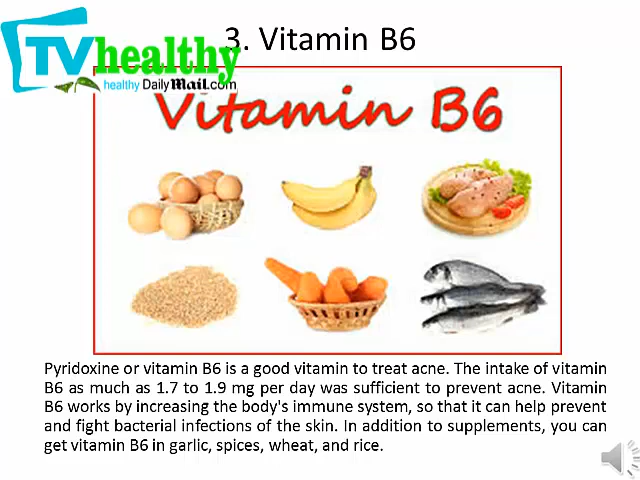 TVhealthy
3. Vitamin B6
healthy DailyMail.com
Vitamin B6
Pyridoxine or vitamin B6 is a good vitamin to treat acne. The intake of vitamin
B6 as much as 1.7 to 1.9 mg per day was sufficient to prevent acne. Vitamin
B6 works by increasing the body's immune system, so that it can help prevent
and fight bacterial infections of the skin. In addition to supplements, you can
get vitamin B6 in garlic, spices, wheat, and rice.